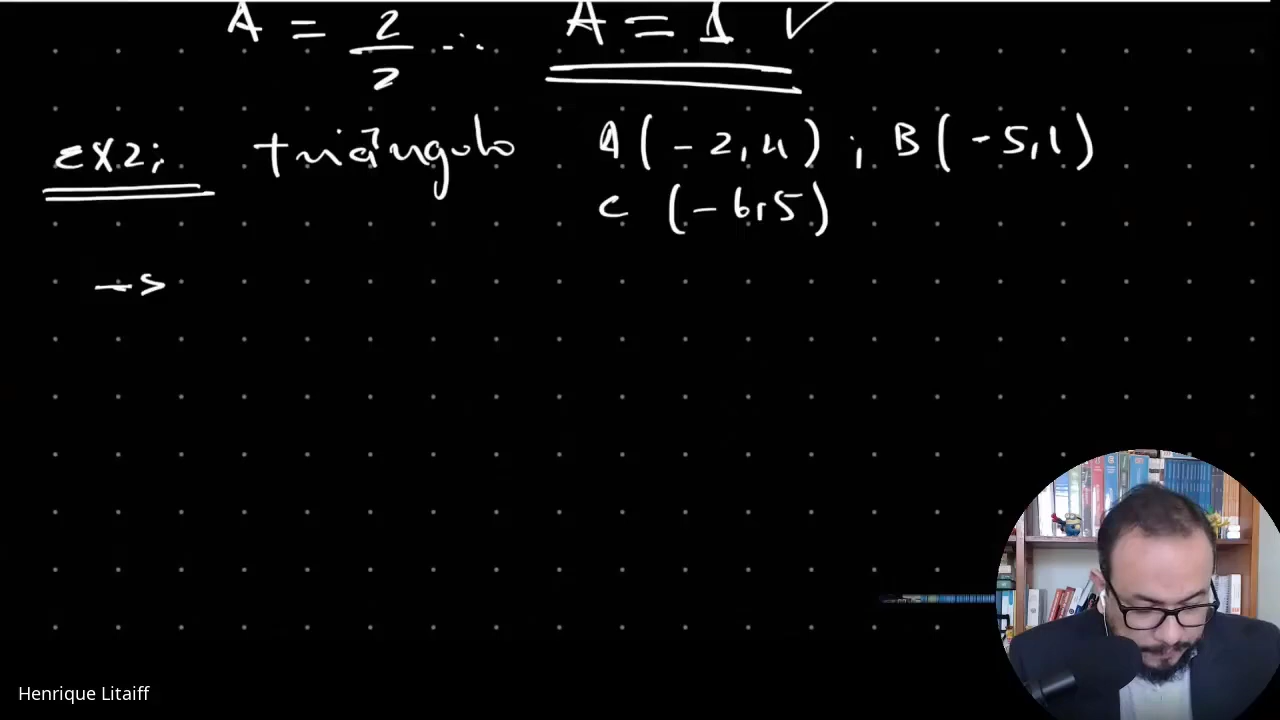 A = 2/2 ∴ A = 1 ✓
ex2: triângulo A(-2,4) ; B(-5,1)
C (-6,5)
→
Henrique Litaiff